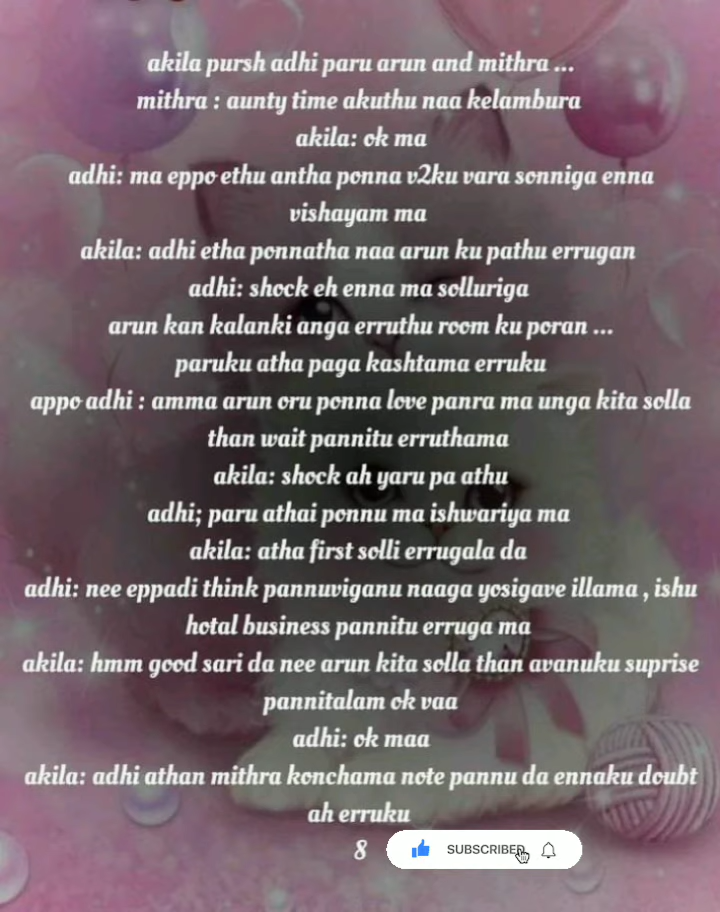 akila pursh adhi paru arun and mithra ...
mithra : aunty time akuthu naa kelambura
akila: ok ma
adhi: ma eppo ethu antha ponna v2ku vara sonniga enna
vishayam ma
akila: adhi etha ponnatha naa arun ku pathu errugan
adhi: shock eh enna ma solluriga
arun kan kalanki anga erruthu room ku poran ...
paruku atha paga kashtama erruku
appo adhi : amma arun oru ponna love panra ma unga kita solla
than wait pannitu erruthama
akila: shock ah yaru pa athu
adhi; paru athai ponnu ma ishwariya ma
akila: atha first solli errugala da
adhi: nee eppadi think pannuviganu naaga yosigave illama , ishu
hotal business pannitu erruga ma
akila: hmm good sari da nee arun kita solla than avanuku suprise
pannitalam ok vaa
adhi: ok maa
akila: adhi athan mithra konchama note pannu da ennaku doubt
ah erruku
8
SUBSCRIBED